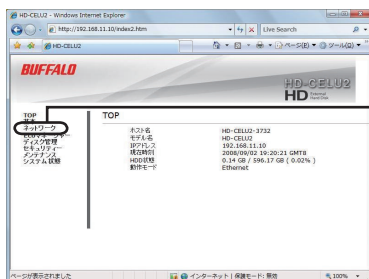 HD-CELU2 - Windows Internet Explorer
http://192.168.11.10/index2.htm
Live Search
HD-CELU2
ページ(P)
ツール(O)
BUFFALO
HD-CELU2
HD External Hard Disk
TOP
ネットワーク
ディスク管理
セキュリティー
メンテナンス
システム状態
TOP
ホスト名 HD-CELU2-3732
モデル名 HD-CELU2
IPアドレス 192.168.11.10
現在時刻 2008/09/02 19:20:21 GMT8
HDD状態 0.14 GB / 596.17 GB ( 0.02% )
動作モード Ethernet
ページが表示されました
インターネット | 保護モード: 無効
100%